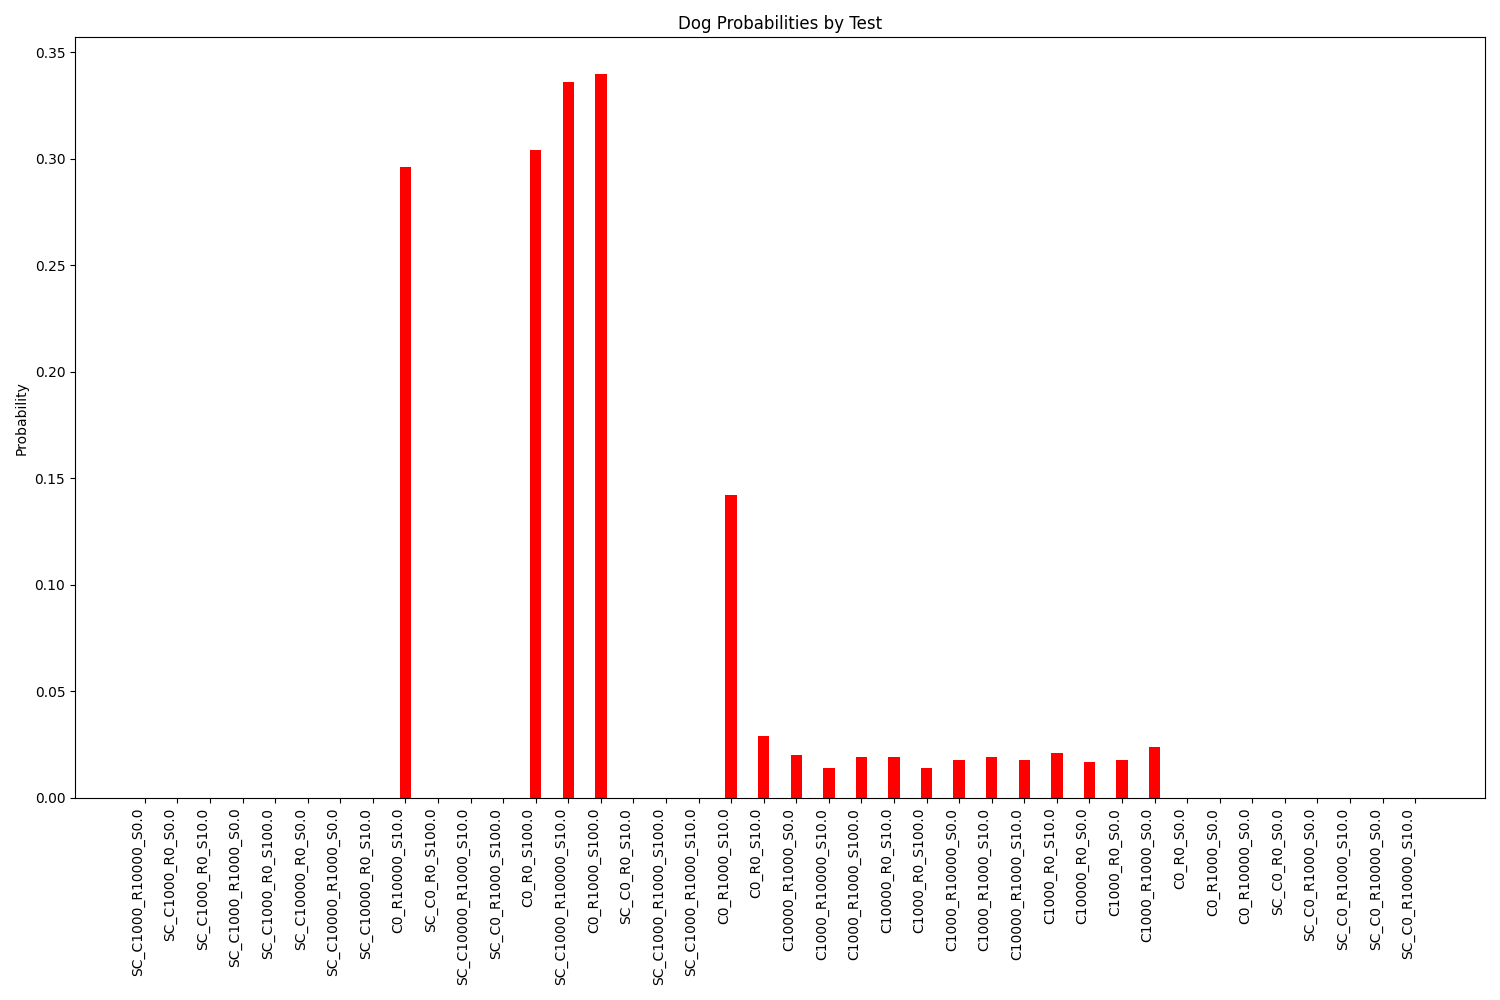 Dog Probabilities by Test
0.35
0.30
0.25
0.20
0.15
0.10
0.05
0.00
Probability
SC_C1000_R10000_S0.0
SC_C1000_R0_S0.0
SC_C1000_R0_S10.0
SC_C1000_R1000_S0.0
SC_C1000_R0_S100.0
SC_C10000_R0_S0.0
SC_C10000_R1000_S0.0
SC_C10000_R0_S10.0
C0_R10000_S10.0
SC_C0_R0_S100.0
SC_C10000_R1000_S10.0
SC_C0_R1000_S100.0
C0_R0_S100.0
SC_C1000_R10000_S10.0
C0_R1000_S100.0
SC_C0_R0_S10.0
SC_C1000_R1000_S100.0
SC_C1000_R1000_S10.0
C0_R1000_S10.0
C0_R0_S10.0
C10000_R1000_S0.0
C1000_R10000_S10.0
C1000_R1000_S100.0
C10000_R0_S10.0
C1000_R0_S100.0
C1000_R10000_S0.0
C1000_R1000_S10.0
C10000_R1000_S10.0
C1000_R0_S10.0
C10000_R0_S0.0
C1000_R0_S0.0
C1000_R1000_S0.0
C0_R0_S0.0
C0_R1000_S0.0
C0_R10000_S0.0
SC_C0_R0_S0.0
SC_C0_R1000_S0.0
SC_C0_R1000_S10.0
SC_C0_R10000_S0.0
SC_C0_R10000_S10.0